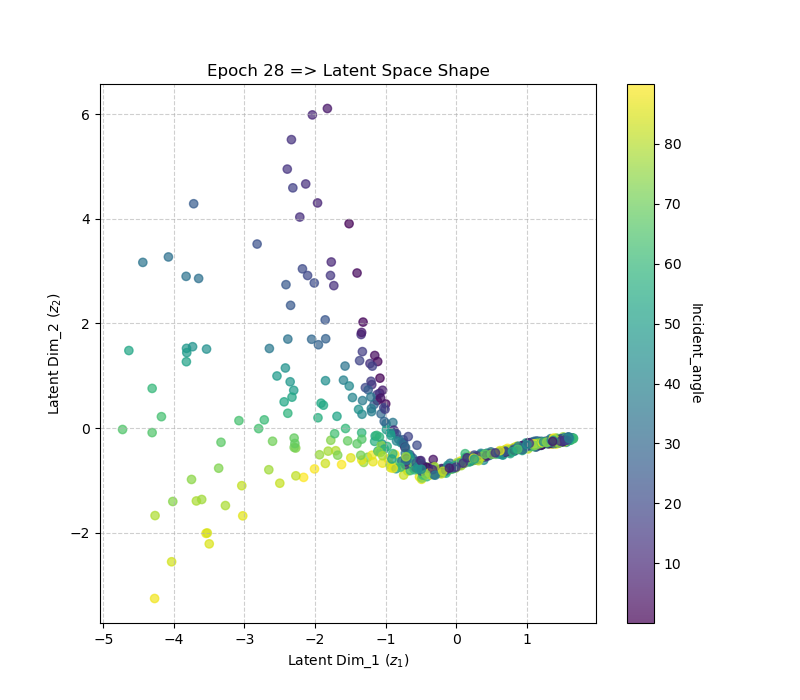 Epoch 28 => Latent Space Shape
6
4
2
0
−2
Latent Dim_2 (z₂)
−5 −4 −3 −2 −1 0 1
Latent Dim_1 (z₁)
80
70
60
50
40
30
20
10
Incident_angle